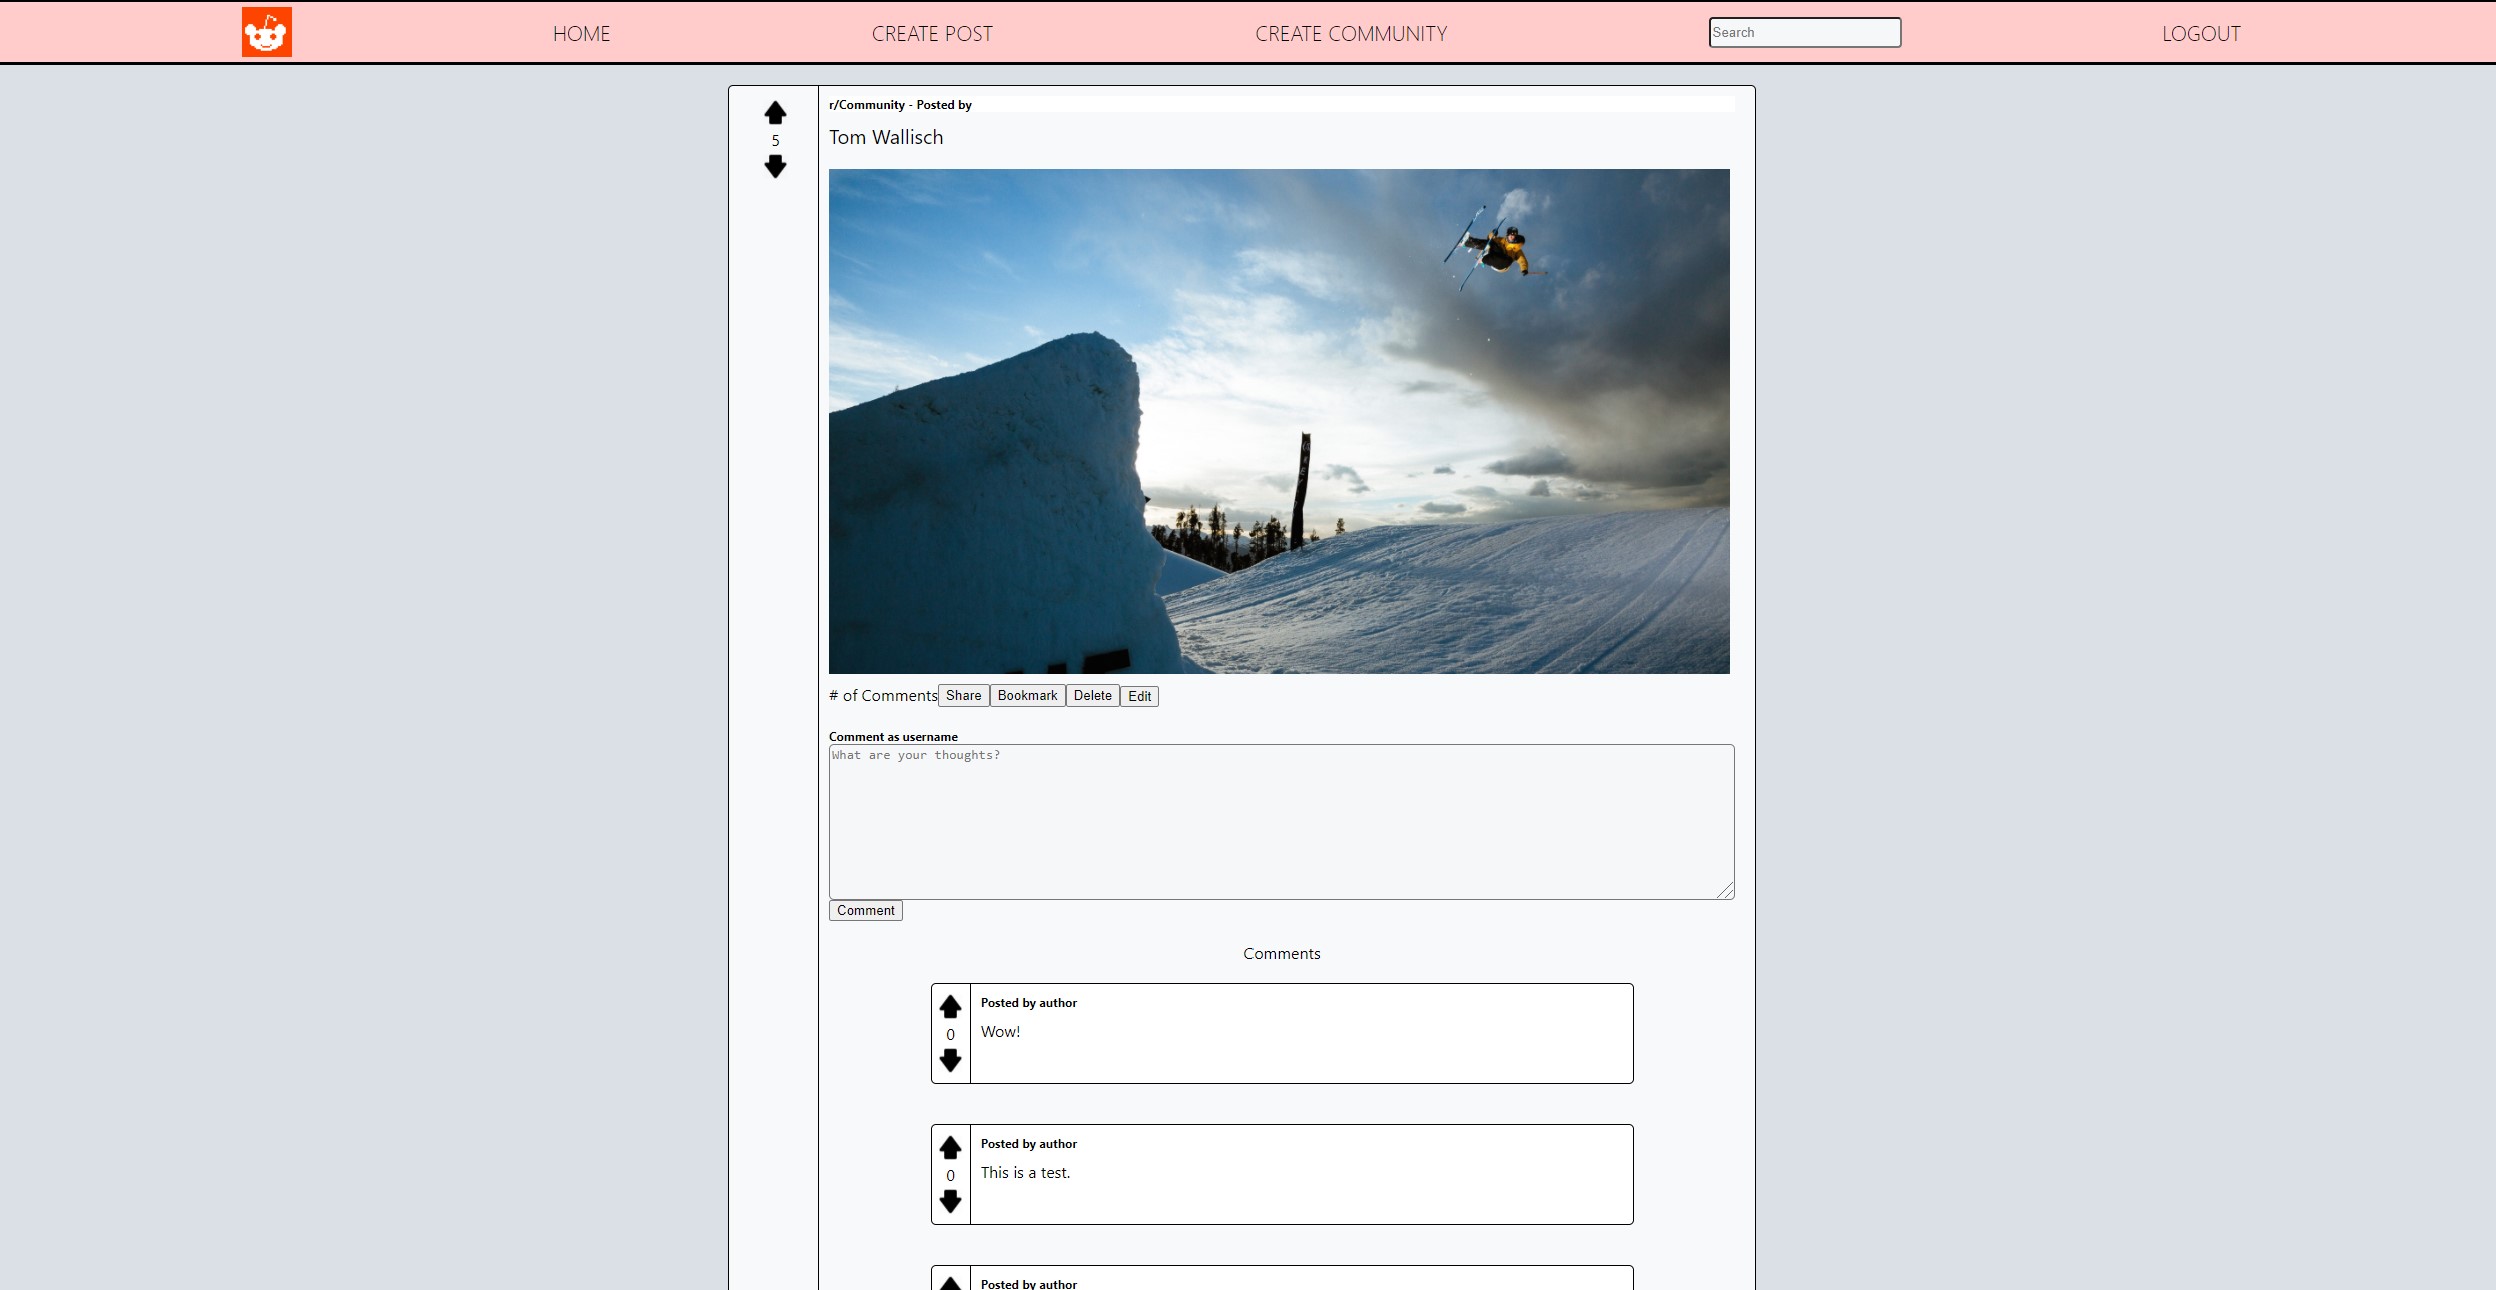 HOME CREATE POST CREATE COMMUNITY Search LOGOUT
r/Community - Posted by
5
Tom Wallisch
# of Comments Share Bookmark Delete Edit
Comment as username
What are your thoughts?
Comment
Comments
Posted by author
0
Wow!
Posted by author
0
This is a test.
Posted by author